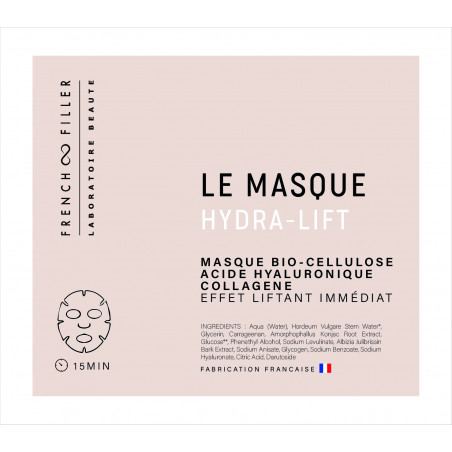 FRENCH FILLER
LABORATOIRE BEAUTE
LE MASQUE
HYDRA-LIFT
MASQUE BIO-CELLULOSE
ACIDE HYALURONIQUE
COLLAGENE
EFFET LIFTANT IMMÉDIAT
INGREDIENTS : Aqua (Water), Hordeum Vulgare Stem Water*,
Glycerin, Carrageenan, Amorphophallus Konjac Root Extract,
Glucose**, Phenethyl Alcohol, Sodium Levulinate, Albizia Julibrissin
Bark Extract, Sodium Anisate, Glycogen, Sodium Benzoate, Sodium
Hyaluronate, Citric Acid, Darutoside
FABRICATION FRANCAISE
15MIN